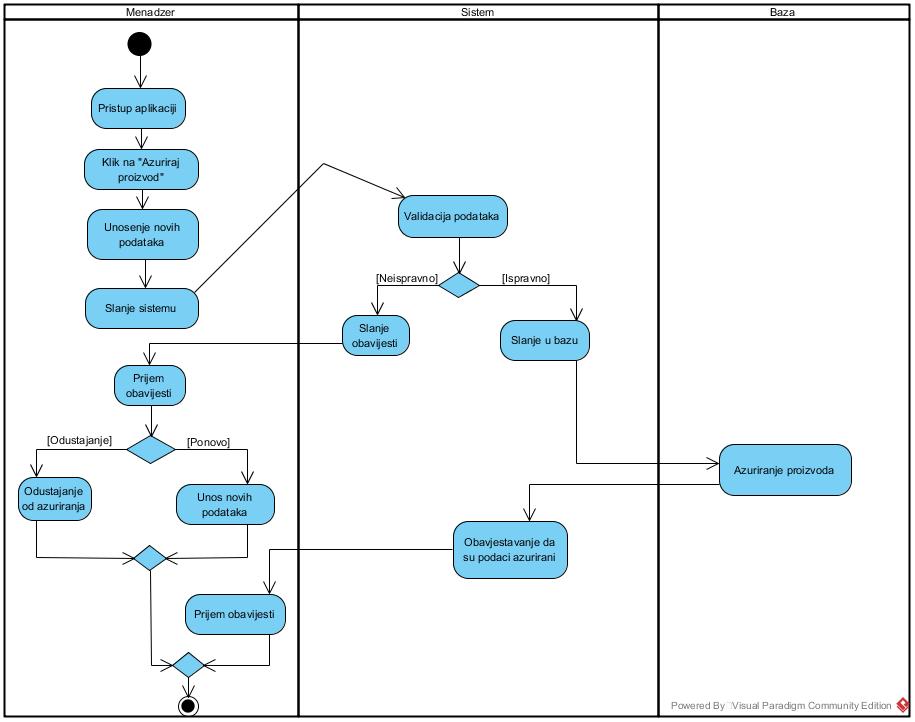 Menadzer
Sistem
Baza
Pristup aplikaciji
Klik na "Azuriraj
proizvod"
Unosenje novih
podataka
Slanje sistemu
Validacija podataka
[Neispravno]
[Ispravno]
Slanje
obavijesti
Slanje u bazu
Prijem
obavijesti
[Odustajanje]
[Ponovo]
Odustajanje
od azuriranja
Unos novih
podataka
Azuriranje proizvoda
Obavjestavanje da
su podaci azurirani
Prijem obavijesti
Powered By Visual Paradigm Community Edition